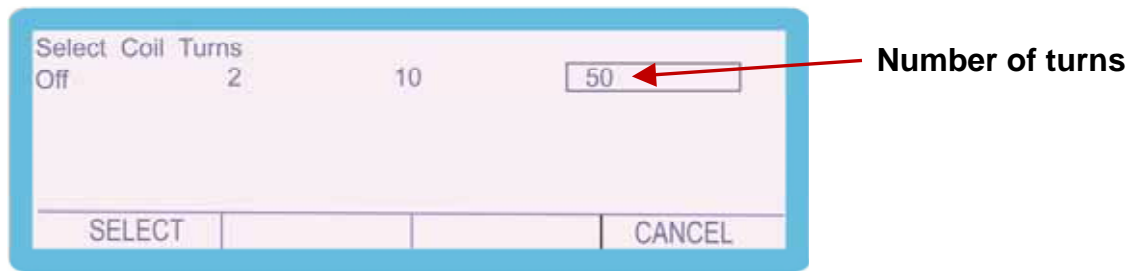 Select Coil Turns
Off 2 10 50
Number of turns
SELECT CANCEL